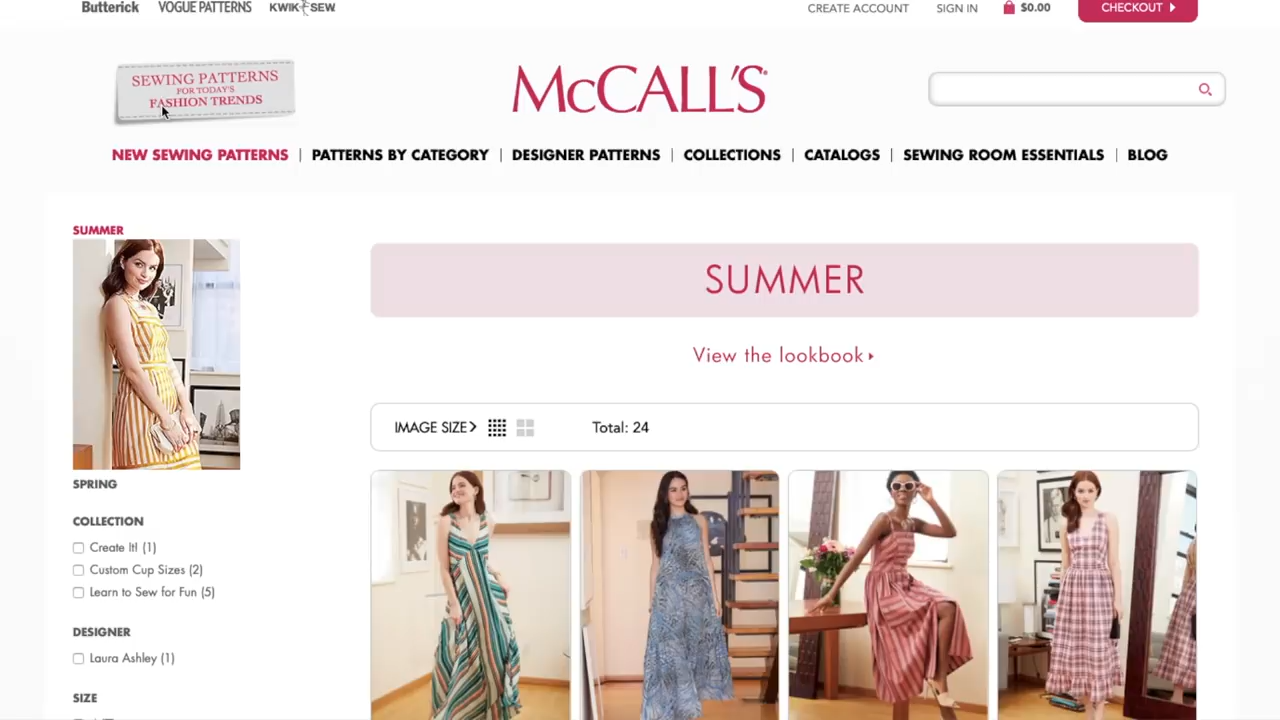 Butterick VOGUE PATTERNS KWIK SEW CREATE ACCOUNT SIGN IN $0.00 CHECKOUT
SEWING PATTERNS
FOR TODAY'S
FASHION TRENDS
McCALL'S
NEW SEWING PATTERNS | PATTERNS BY CATEGORY | DESIGNER PATTERNS | COLLECTIONS | CATALOGS | SEWING ROOM ESSENTIALS | BLOG
SUMMER
SUMMER
View the lookbook
IMAGE SIZE Total: 24
SPRING
COLLECTION
Create It! (1)
Custom Cup Sizes (2)
Learn to Sew for Fun (5)
DESIGNER
Laura Ashley (1)
SIZE